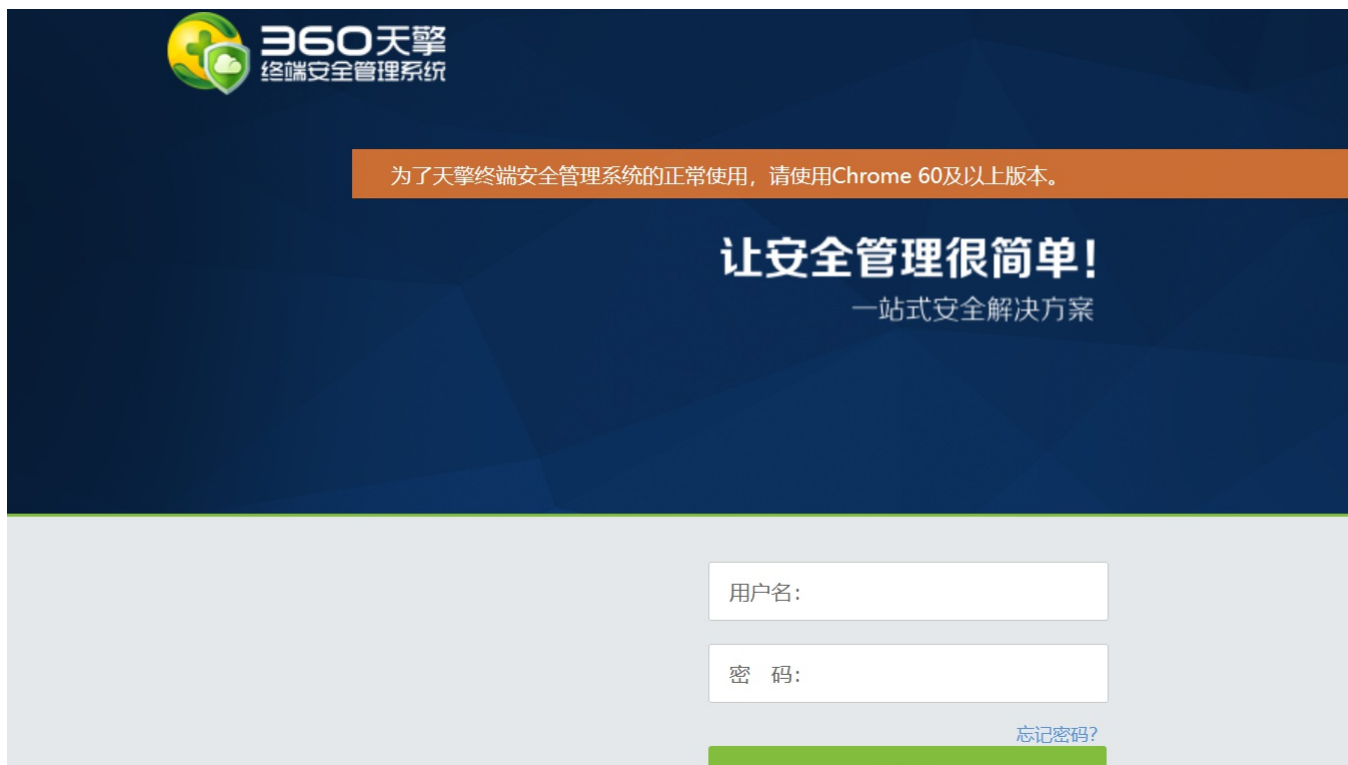 360天擎
终端安全管理系统
为了天擎终端安全管理系统的正常使用，请使用Chrome 60及以上版本。
让安全管理很简单!
一站式安全解决方案
用户名：
密 码：
忘记密码?